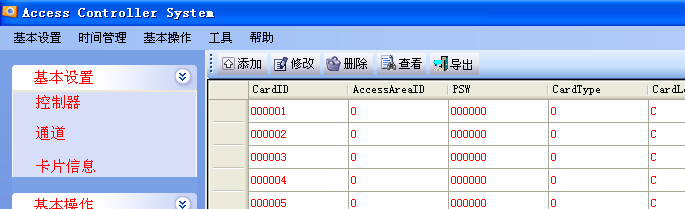 Access Controller System
基本设置 时间管理 基本操作 工具 帮助
添加 修改 删除 查看 导出
基本设置
控制器
通道
卡片信息
基本操作
CardID AccessAreaID PSW CardType CardLe
000001 0 000000 0 C
000002 0 000000 0 C
000003 0 000000 0 C
000004 0 000000 0 C
000005 0 000000 0 C